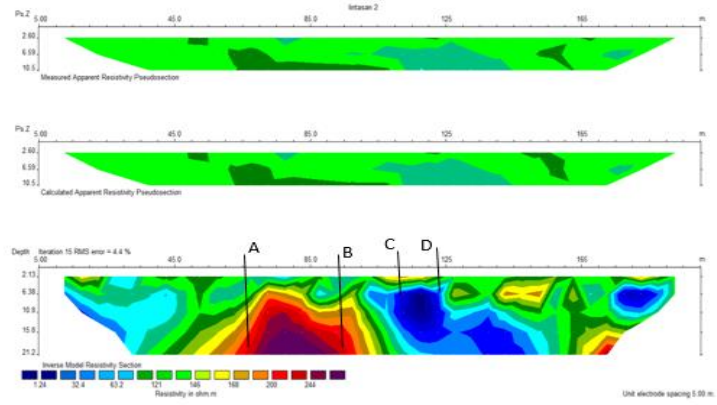 lintasan 2
Ps.Z 5.00 45.0 85.0 125 165 m.
2.60
6.59
10.5
Measured Apparent Resistivity Pseudosection
Ps.Z 5.00 45.0 85.0 125 165 m.
2.60
6.59
10.5
Calculated Apparent Resistivity Pseudosection
A B C D
Depth Iteration 15 RMS error = 4.4 %
5.00 45.0 85.0 125 165 m.
2.13
6.38
10.8
15.8
21.2
Inverse Model Resistivity Section
1.24 32.4 63.2 121 146 168 200 244
Resistivity in ohm.m
Unit electrode spacing 5.00 m.